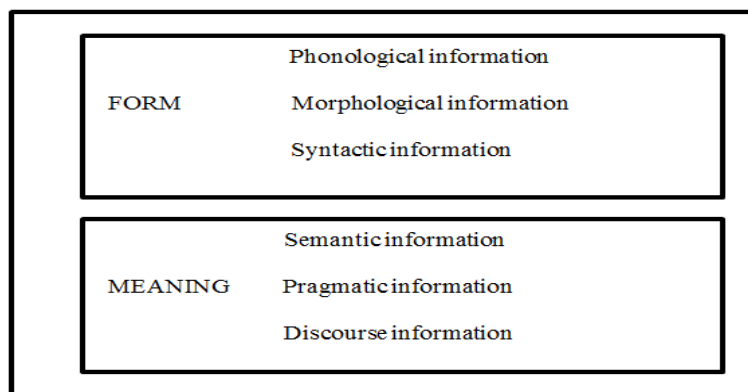 Phonological information
FORM Morphological information
Syntactic information
Semantic information
MEANING Pragmatic information
Discourse information